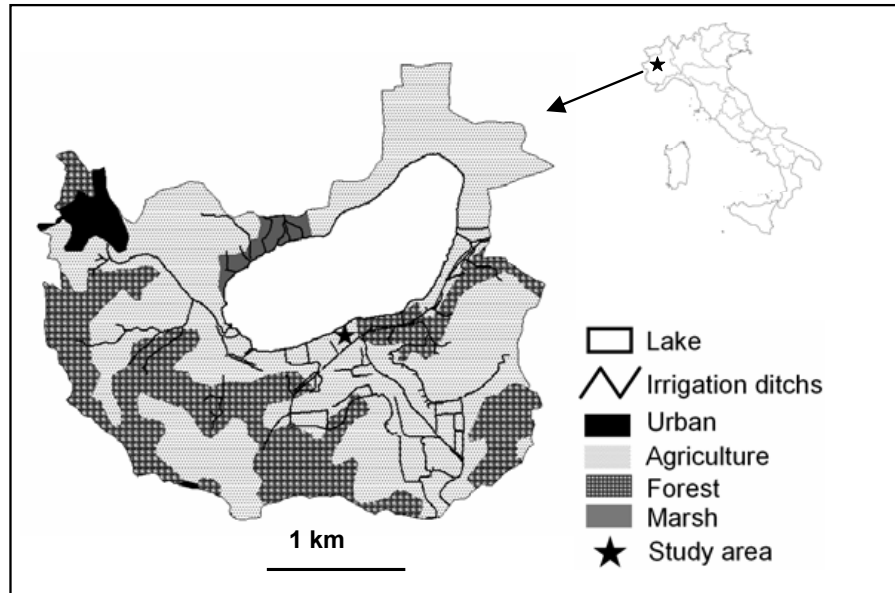 Lake
Irrigation ditchs
Urban
Agriculture
Forest
Marsh
Study area
1 km